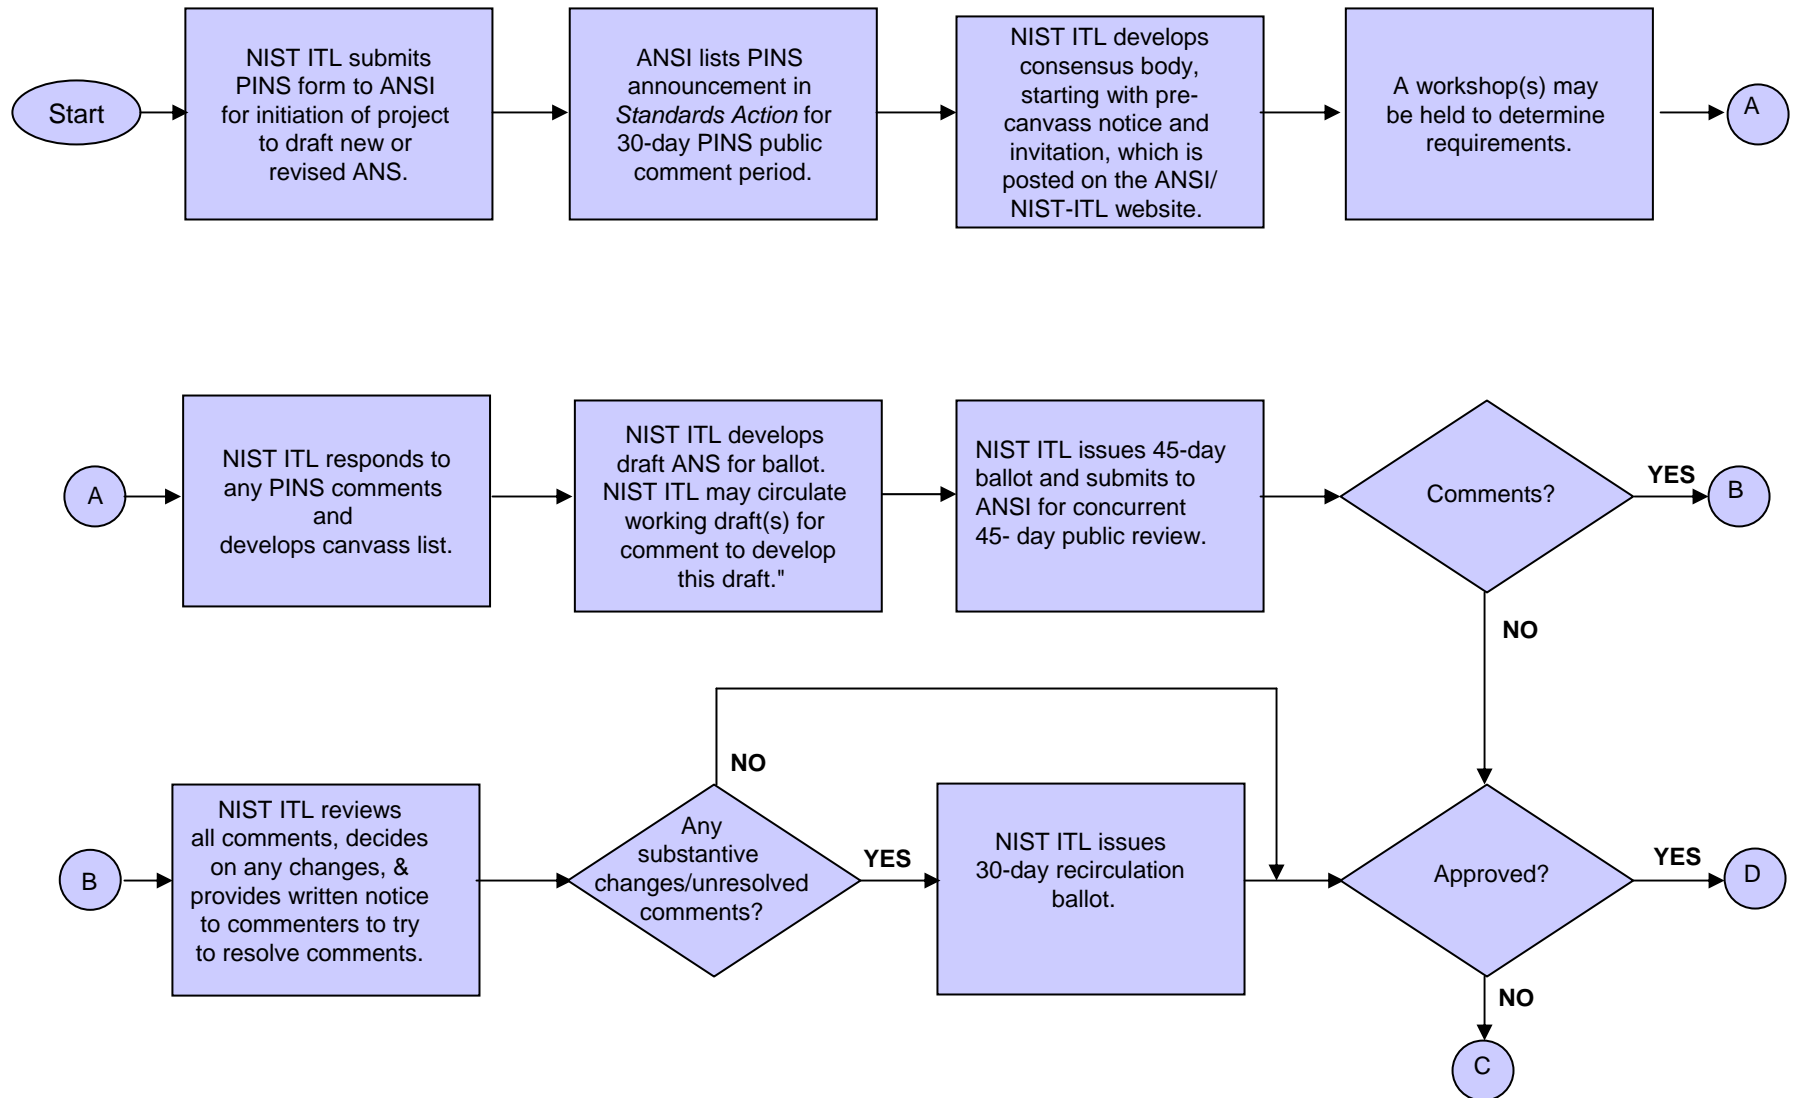 Start
NIST ITL submits
PINS form to ANSI
for initiation of project
to draft new or
revised ANS.
ANSI lists PINS
announcement in
Standards Action for
30-day PINS public
comment period.
NIST ITL develops
consensus body,
starting with pre-
canvass notice and
invitation, which is
posted on the ANSI/
NIST-ITL website.
A workshop(s) may
be held to determine
requirements.
A
A
NIST ITL responds to
any PINS comments
and
develops canvass list.
NIST ITL develops
draft ANS for ballot.
NIST ITL may circulate
working draft(s) for
comment to develop
this draft."
NIST ITL issues 45-day
ballot and submits to
ANSI for concurrent
45- day public review.
Comments?
YES
B
NO
B
NIST ITL reviews
all comments, decides
on any changes, &
provides written notice
to commenters to try
to resolve comments.
NO
Any
substantive
changes/unresolved
comments?
YES
NIST ITL issues
30-day recirculation
ballot.
Approved?
YES
D
NO
C